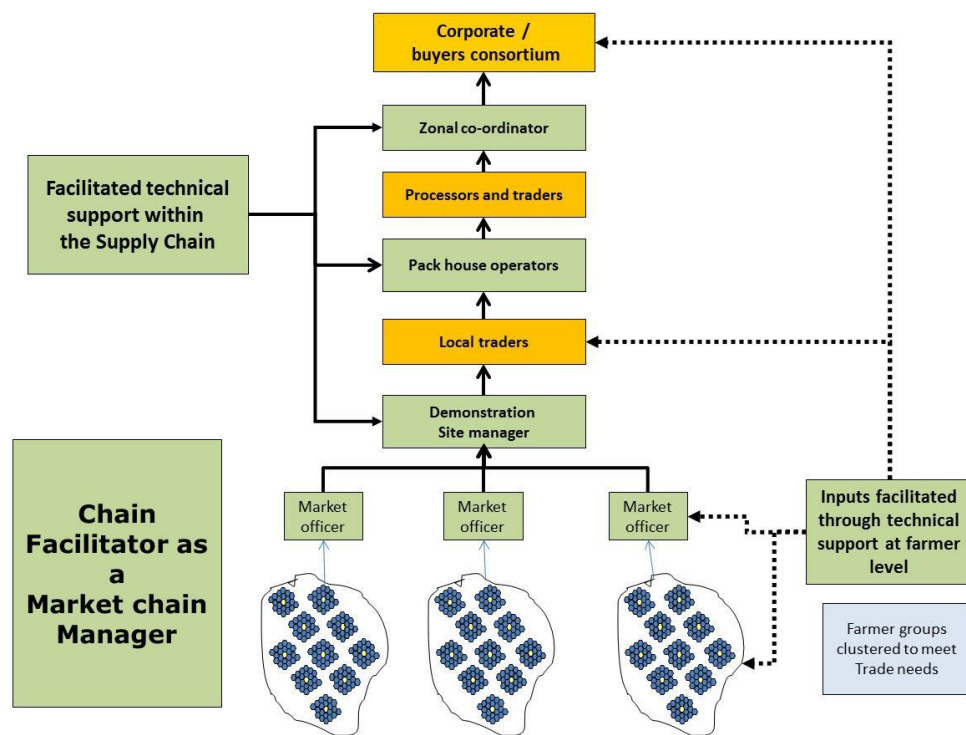 Corporate /
buyers consortium
Zonal co-ordinator
Facilitated technical
support within
the Supply Chain
Processors and traders
Pack house operators
Local traders
Demonstration
Site manager
Chain
Facilitator as
a
Market chain
Manager
Market
officer
Market
officer
Market
officer
Inputs facilitated
through technical
support at farmer
level
Farmer groups
clustered to meet
Trade needs